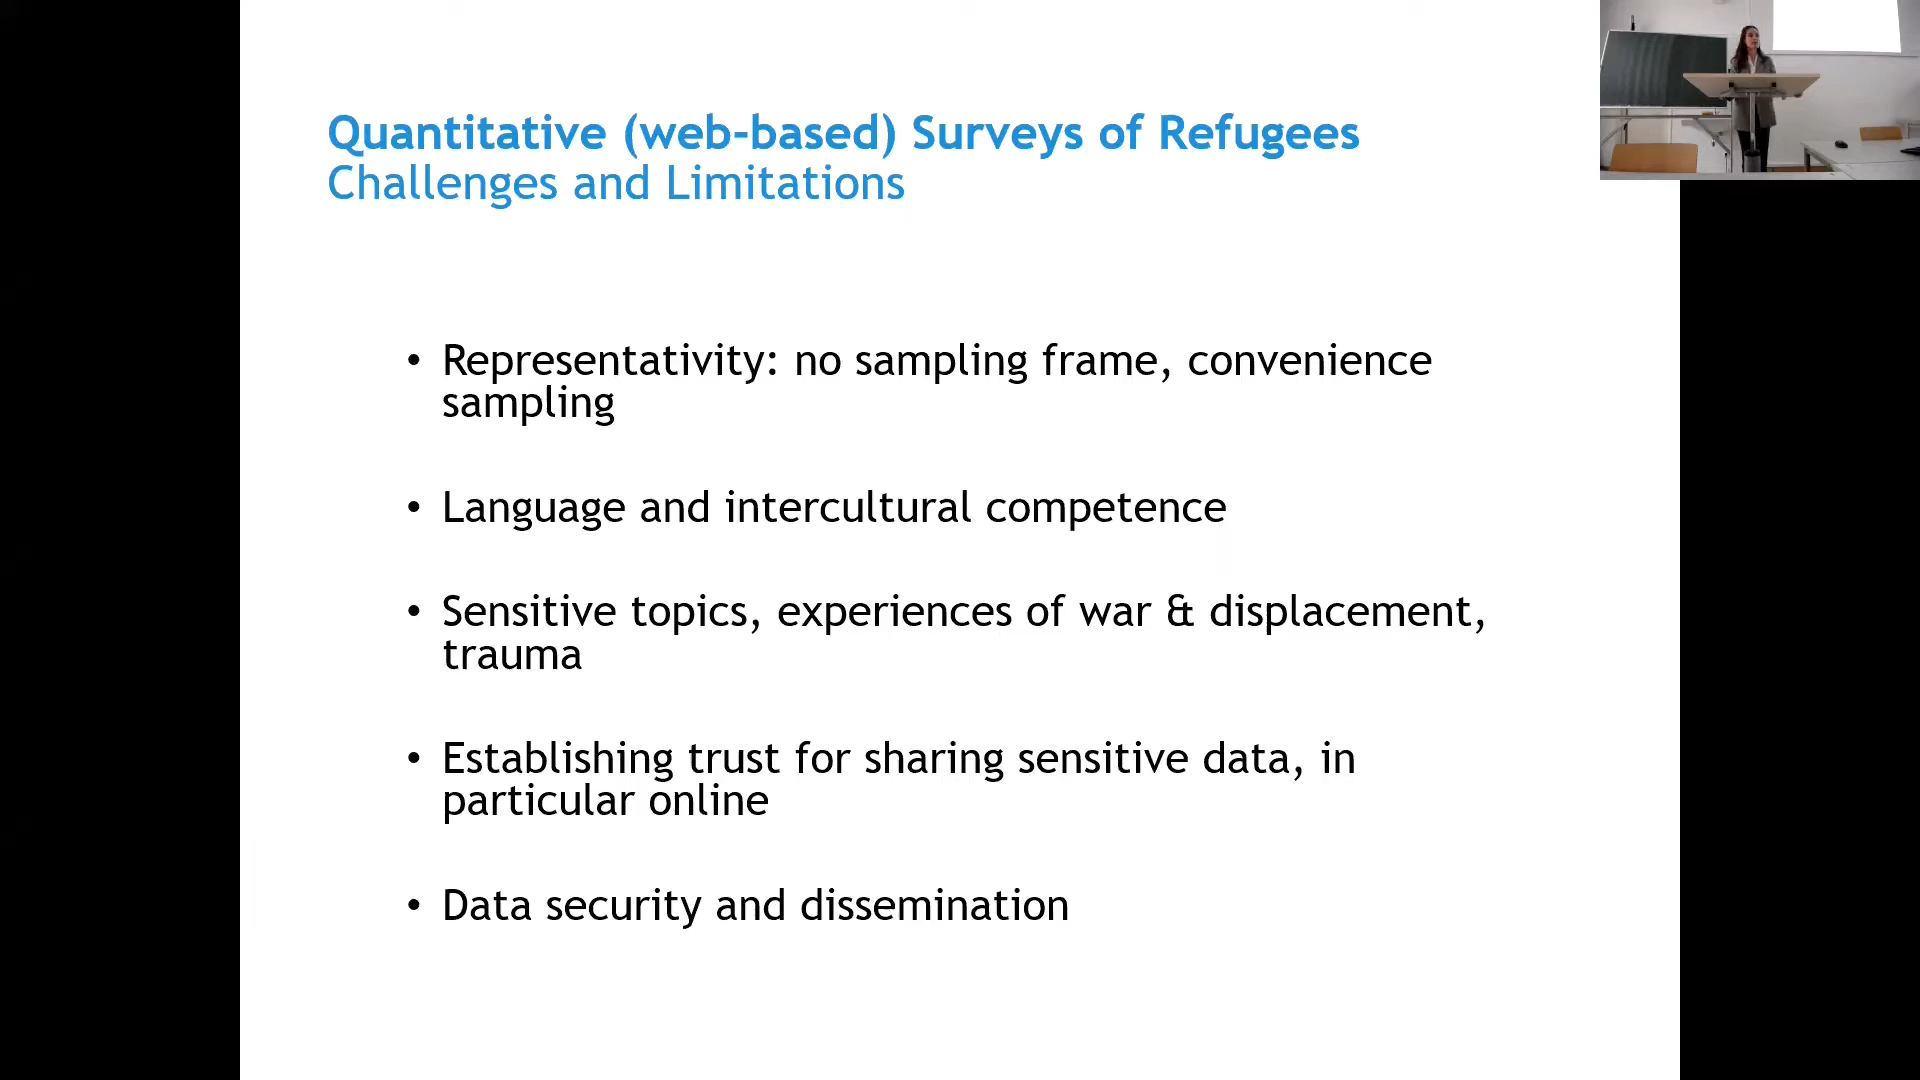 Quantitative (web-based) Surveys of Refugees
Challenges and Limitations
• Representativity: no sampling frame, convenience
sampling
• Language and intercultural competence
• Sensitive topics, experiences of war & displacement,
trauma
• Establishing trust for sharing sensitive data, in
particular online
• Data security and dissemination